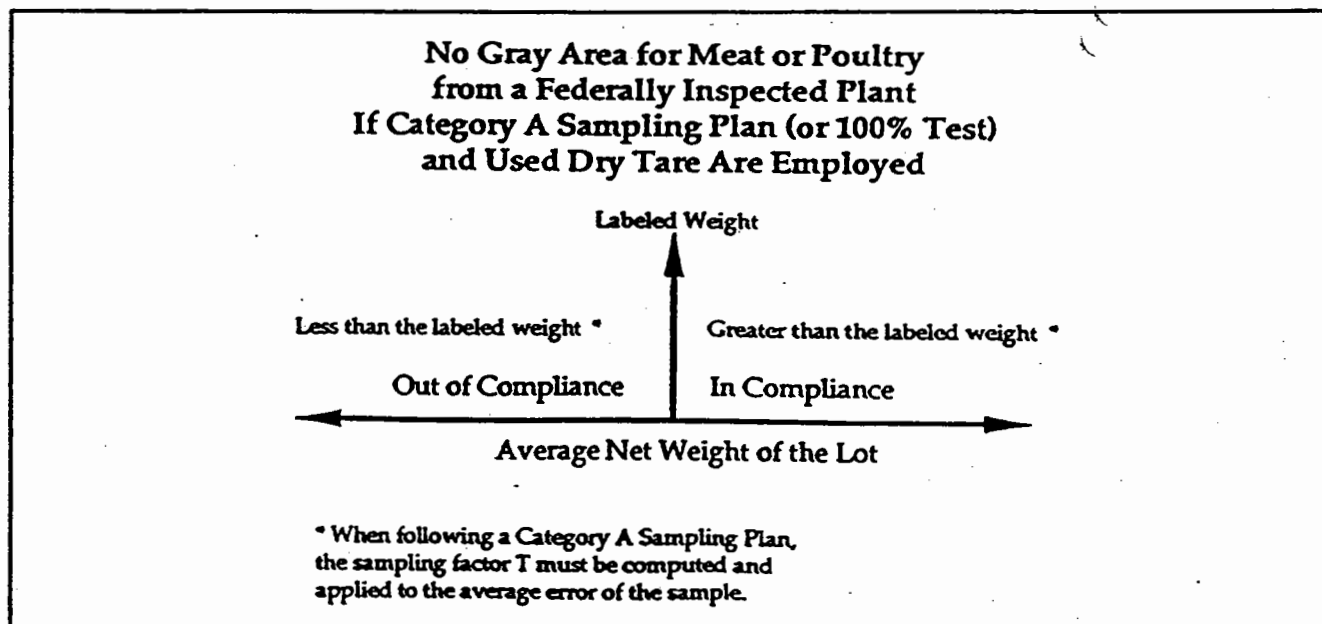 No Gray Area for Meat or Poultry
from a Federally Inspected Plant
If Category A Sampling Plan (or 100% Test)
and Used Dry Tare Are Employed
Labeled Weight
Less than the labeled weight *
Greater than the labeled weight *
Out of Compliance
In Compliance
Average Net Weight of the Lot
* When following a Category A Sampling Plan,
the sampling factor T must be computed and
applied to the average error of the sample.